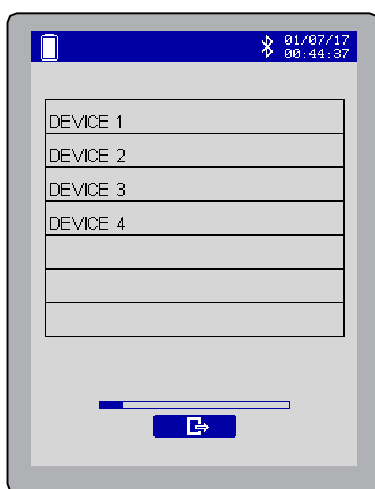 01/07/17
00:44:37
DEVICE 1
DEVICE 2
DEVICE 3
DEVICE 4